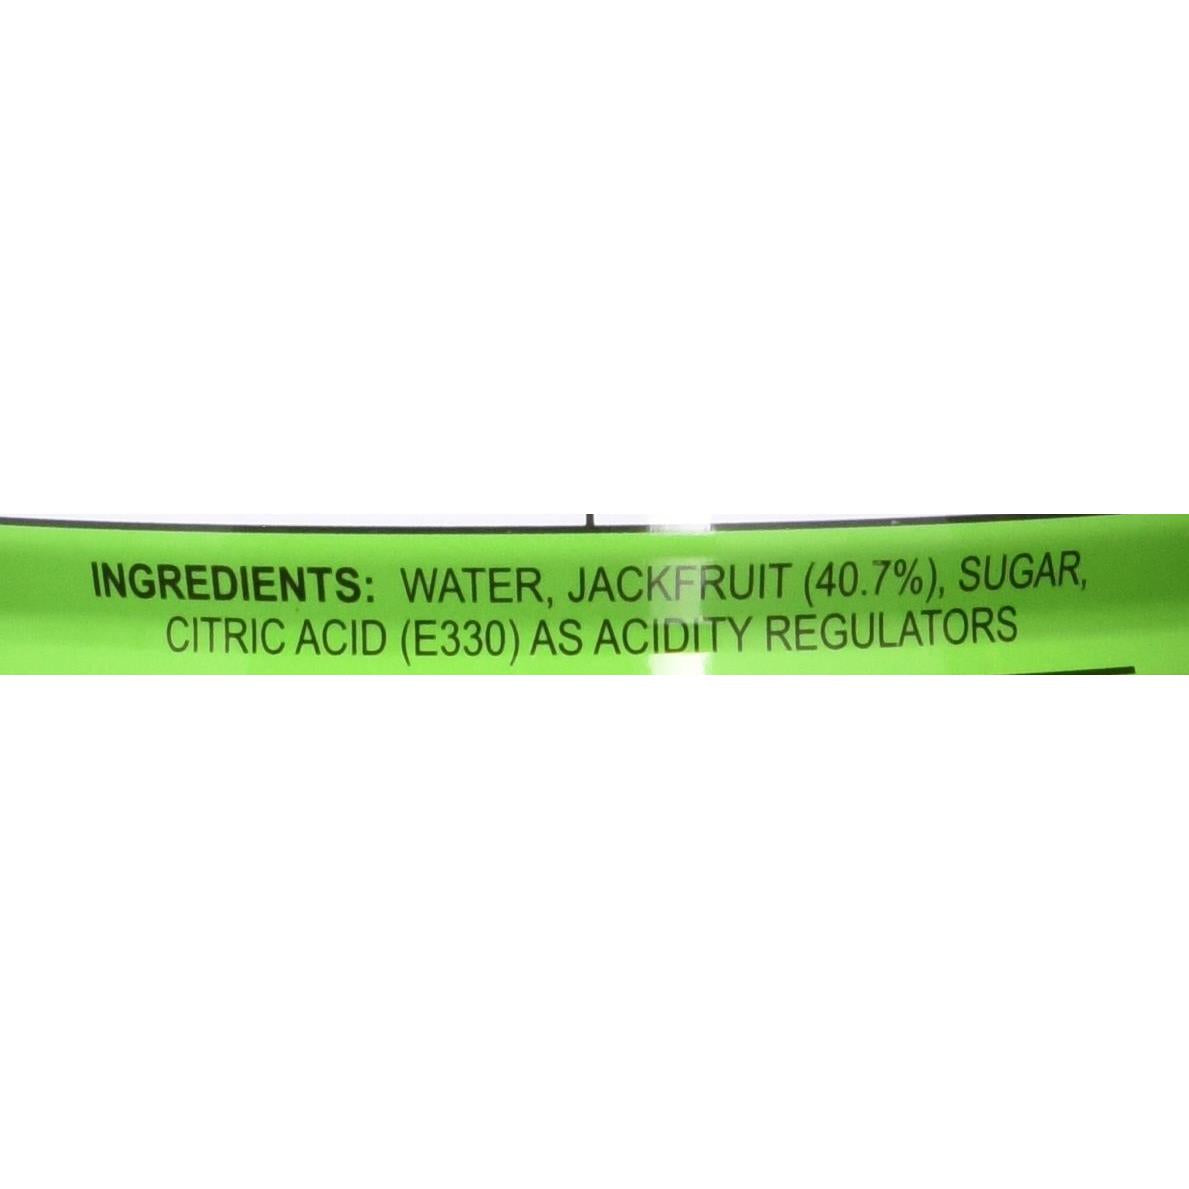 INGREDIENTS: WATER, JACKFRUIT (40.7%), SUGAR,
CITRIC ACID (E330) AS ACIDITY REGULATORS